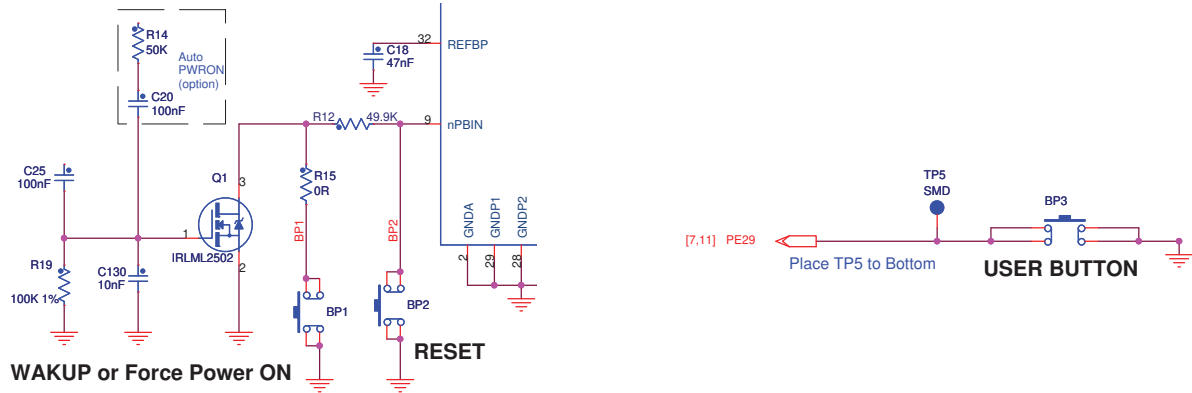 R14
50K
Auto
PWRON
(option)
C20
100nF
C18
47nF
32
REFBP
R12
49.9K
9
nPBIN
C25
100nF
Q1
3
1
IRLML2502
2
R15
0R
BP1
BP2
GNDA
GNDP1
GNDP2
2
29
28
R19
100K 1%
C130
10nF
BP1
BP2
RESET
WAKUP or Force Power ON
TP5
SMD
BP3
[7,11] PE29
Place TP5 to Bottom
USER BUTTON